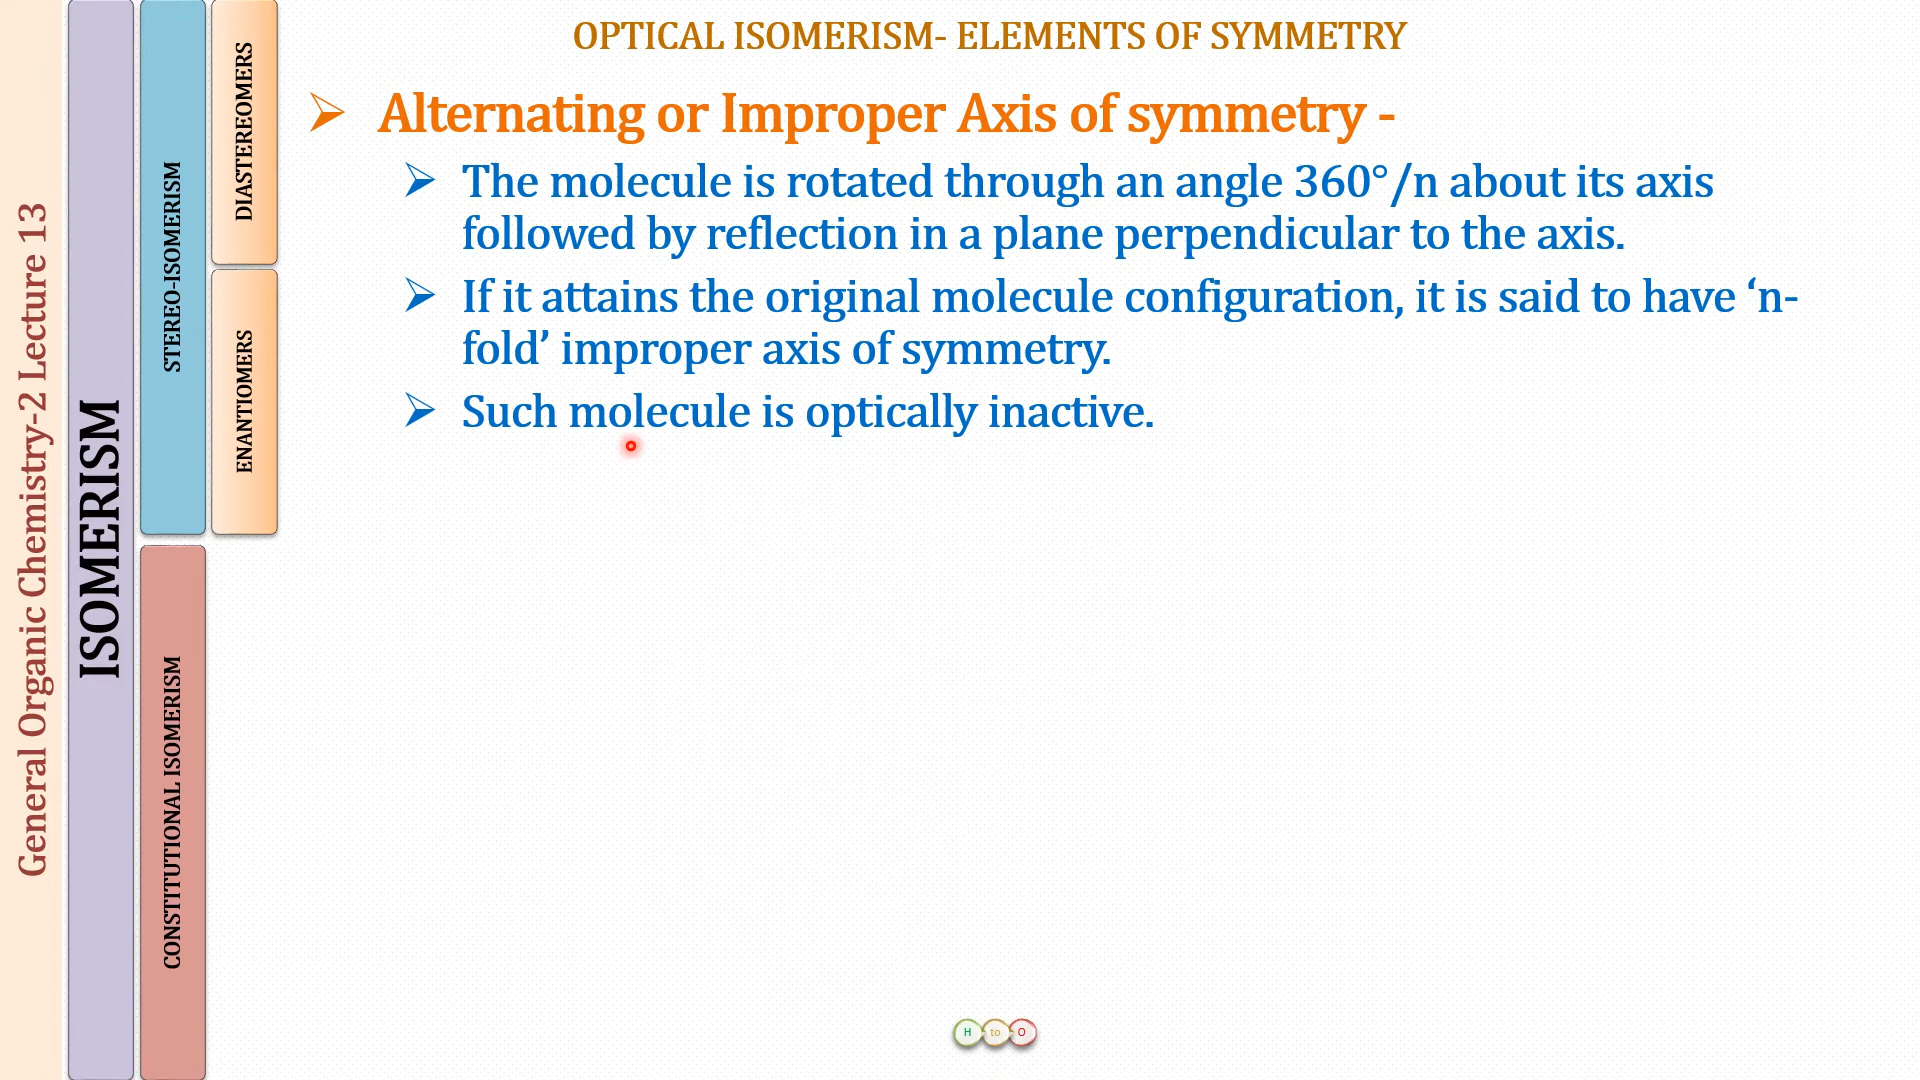 OPTICAL ISOMERISM- ELEMENTS OF SYMMETRY
General Organic Chemistry-2 Lecture 13
ISOMERISM
STEREO-ISOMERISM
CONSTITUTIONAL ISOMERISM
DIASTEREOMERS
ENANTIOMERS
Alternating or Improper Axis of symmetry -
The molecule is rotated through an angle 360°/n about its axis
followed by reflection in a plane perpendicular to the axis.
If it attains the original molecule configuration, it is said to have ‘n-
fold’ improper axis of symmetry.
Such molecule is optically inactive.
H to O